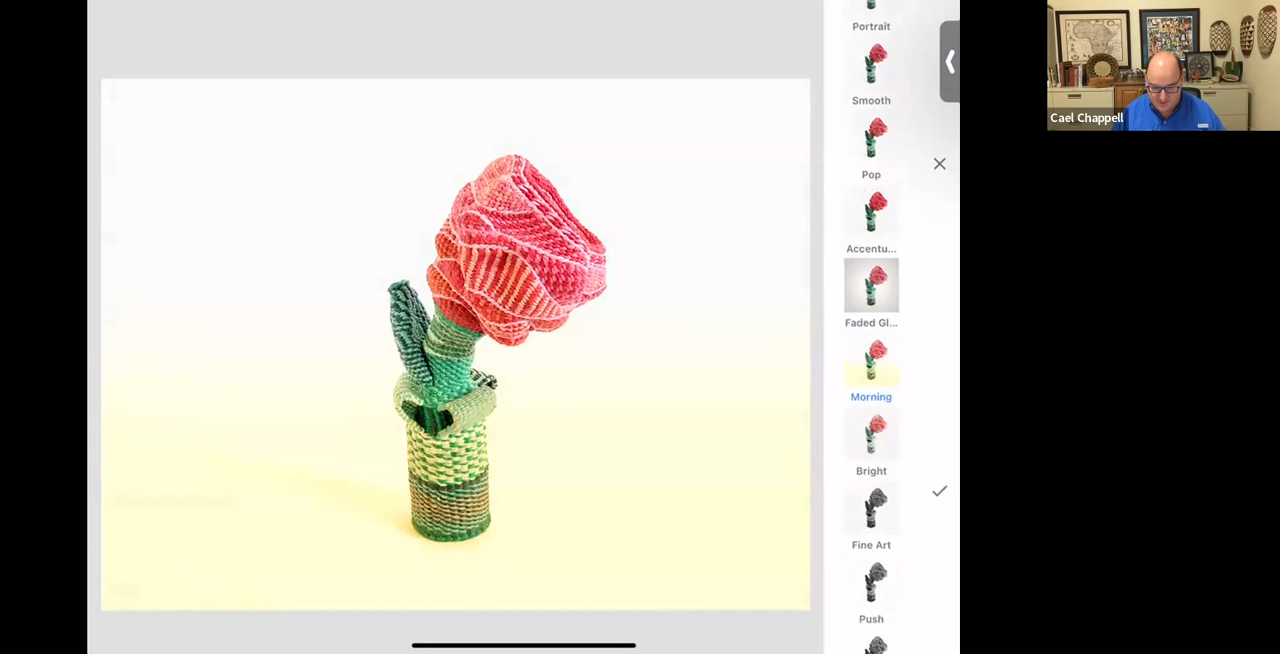 Portrait
Smooth
Pop
Accentu...
Faded Gl...
Morning
Bright
Fine Art
Push
Cael Chappell